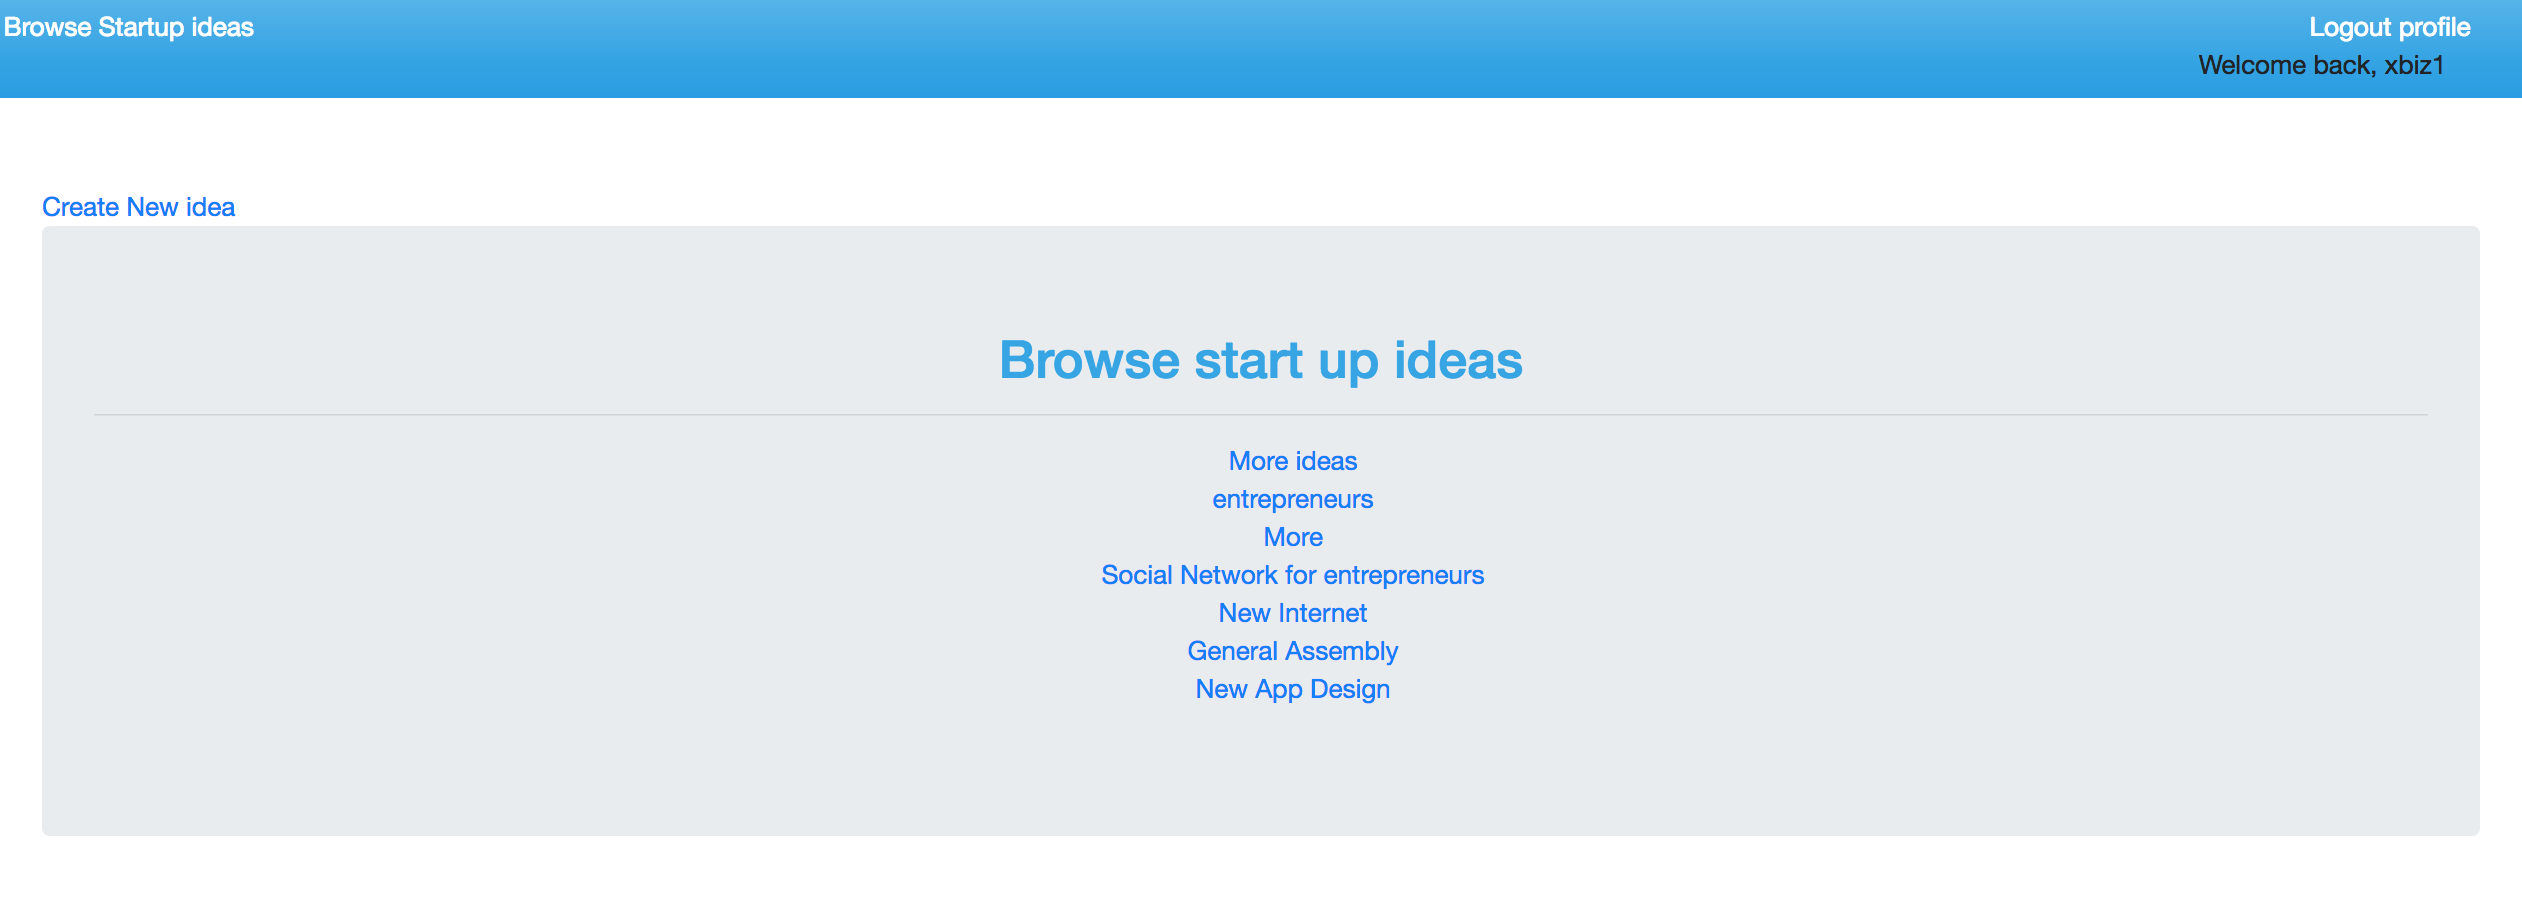 Browse Startup ideas
Logout profile
Welcome back, xbiz1
Create New idea
Browse start up ideas
More ideas
entrepreneurs
More
Social Network for entrepreneurs
New Internet
General Assembly
New App Design